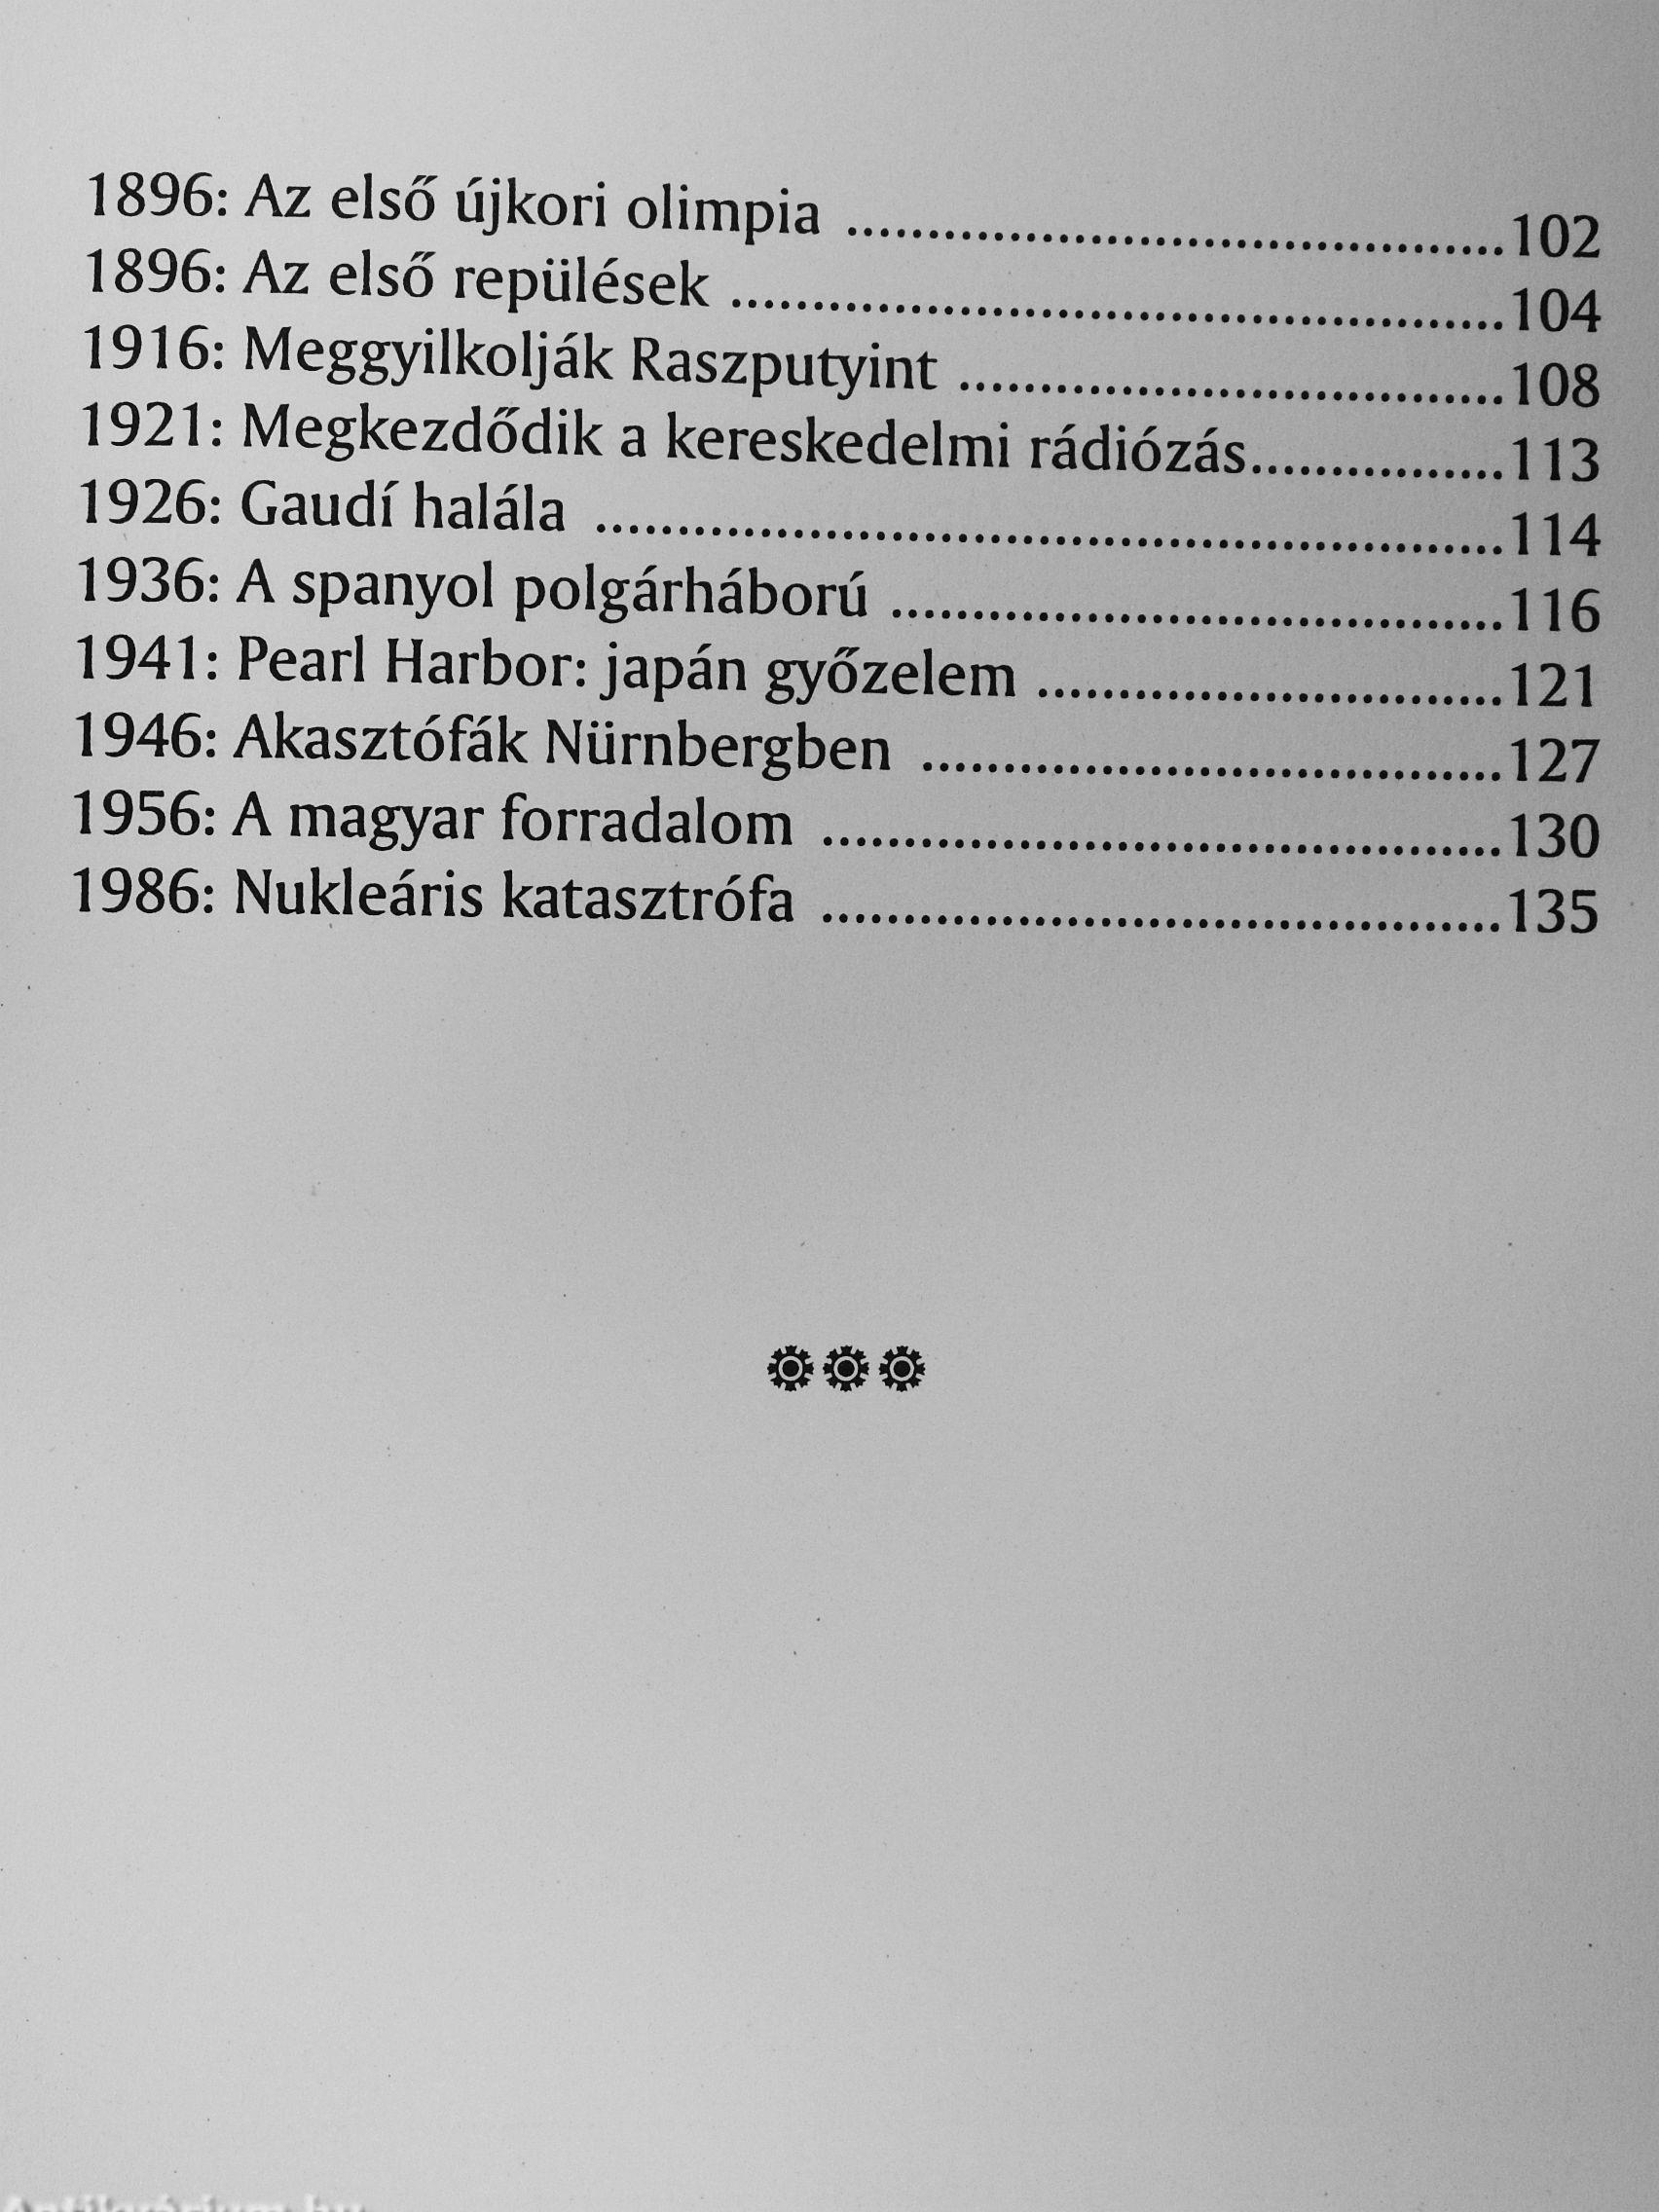 1896: Az első újkori olimpia ........................................102
1896: Az első repülések ...............................................104
1916: Meggyilkolják Raszputyint .................................108
1921: Megkezdődik a kereskedelmi rádiózás................113
1926: Gaudí halála .......................................................114
1936: A spanyol polgárháború .....................................116
1941: Pearl Harbor: japán győzelem ............................121
1946: Akasztófák Nürnbergben ...................................127
1956: A magyar forradalom .........................................130
1986: Nukleáris katasztrófa .........................................135